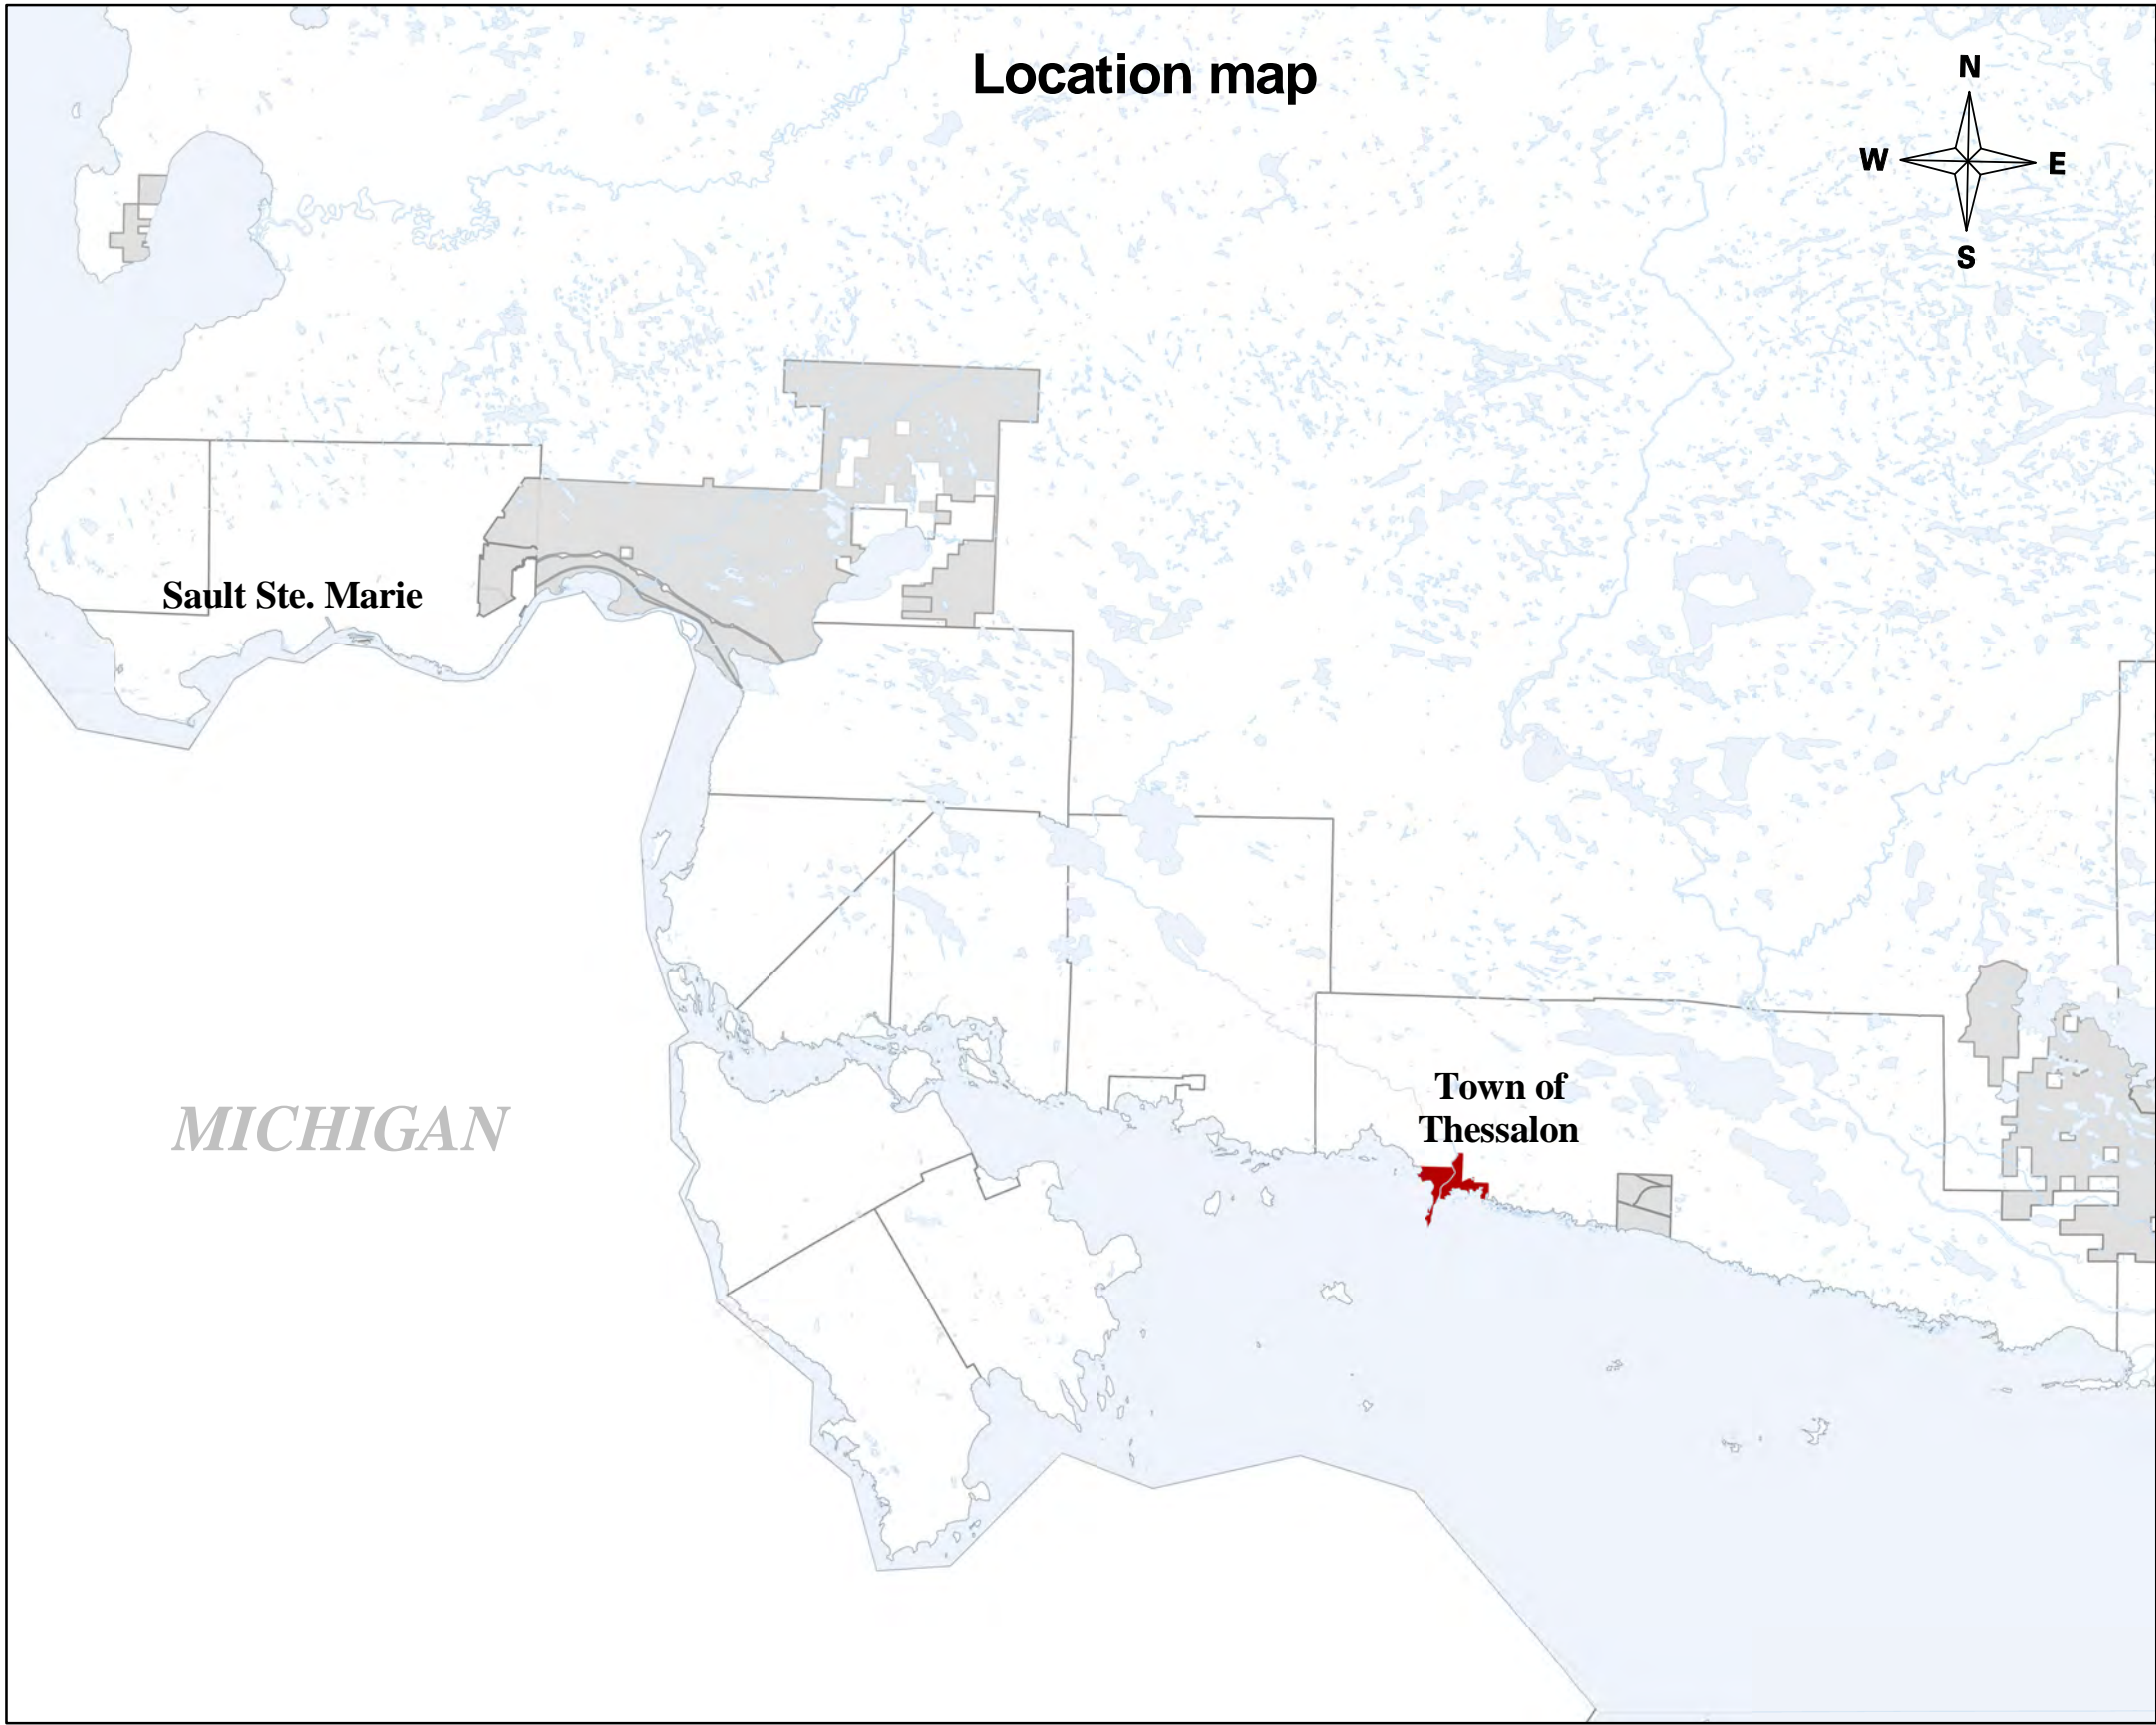 Location map
N
W
E
S
Sault Ste. Marie
Town of
Thessalon
MICHIGAN